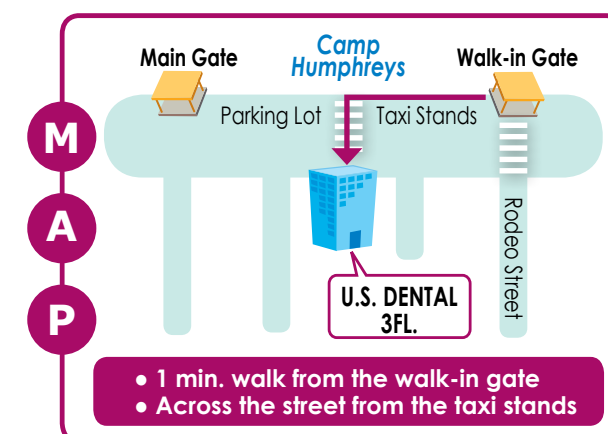 Camp
Humphreys
Main Gate
Walk-in Gate
Parking Lot
Taxi Stands
M
A
P
Rodeo Street
U.S. DENTAL
3FL.
● 1 min. walk from the walk-in gate
● Across the street from the taxi stands